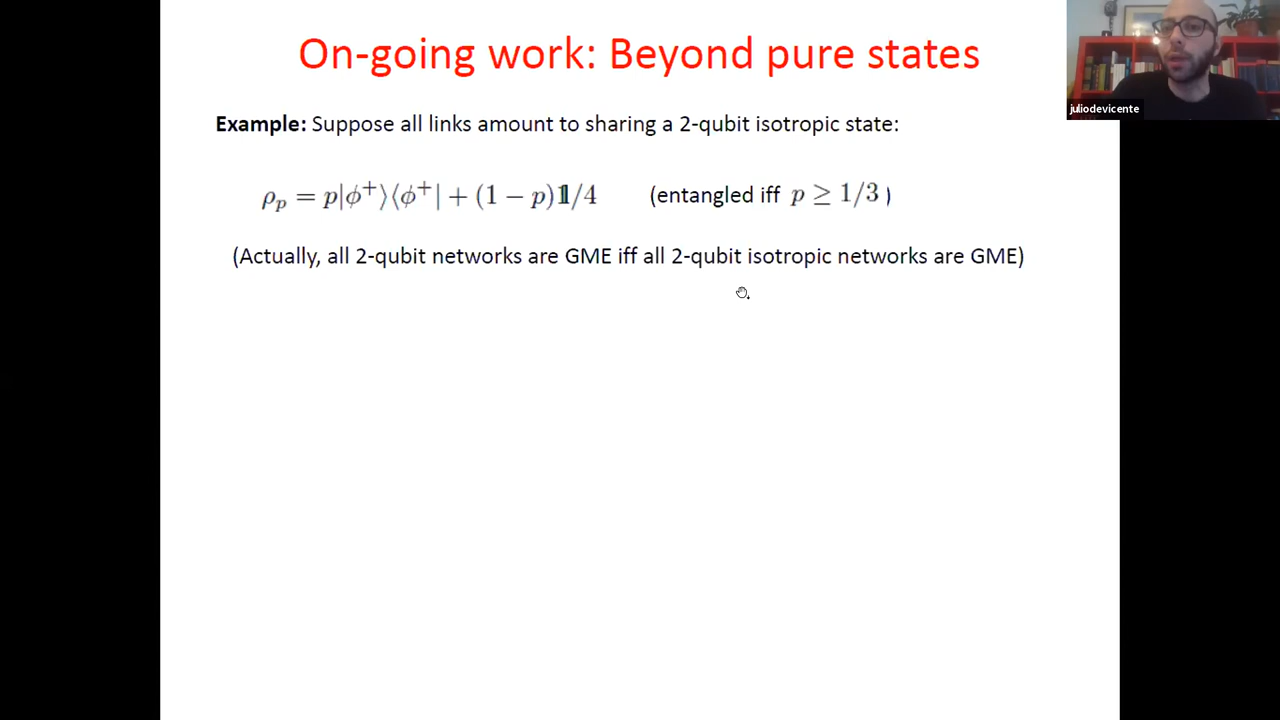 On-going work: Beyond pure states
juliodevicente
Example: Suppose all links amount to sharing a 2-qubit isotropic state:
ρ_p = p|ϕ⁺⟩⟨ϕ⁺| + (1 − p)𝟙/4 (entangled iff p ≥ 1/3 )
(Actually, all 2-qubit networks are GME iff all 2-qubit isotropic networks are GME)